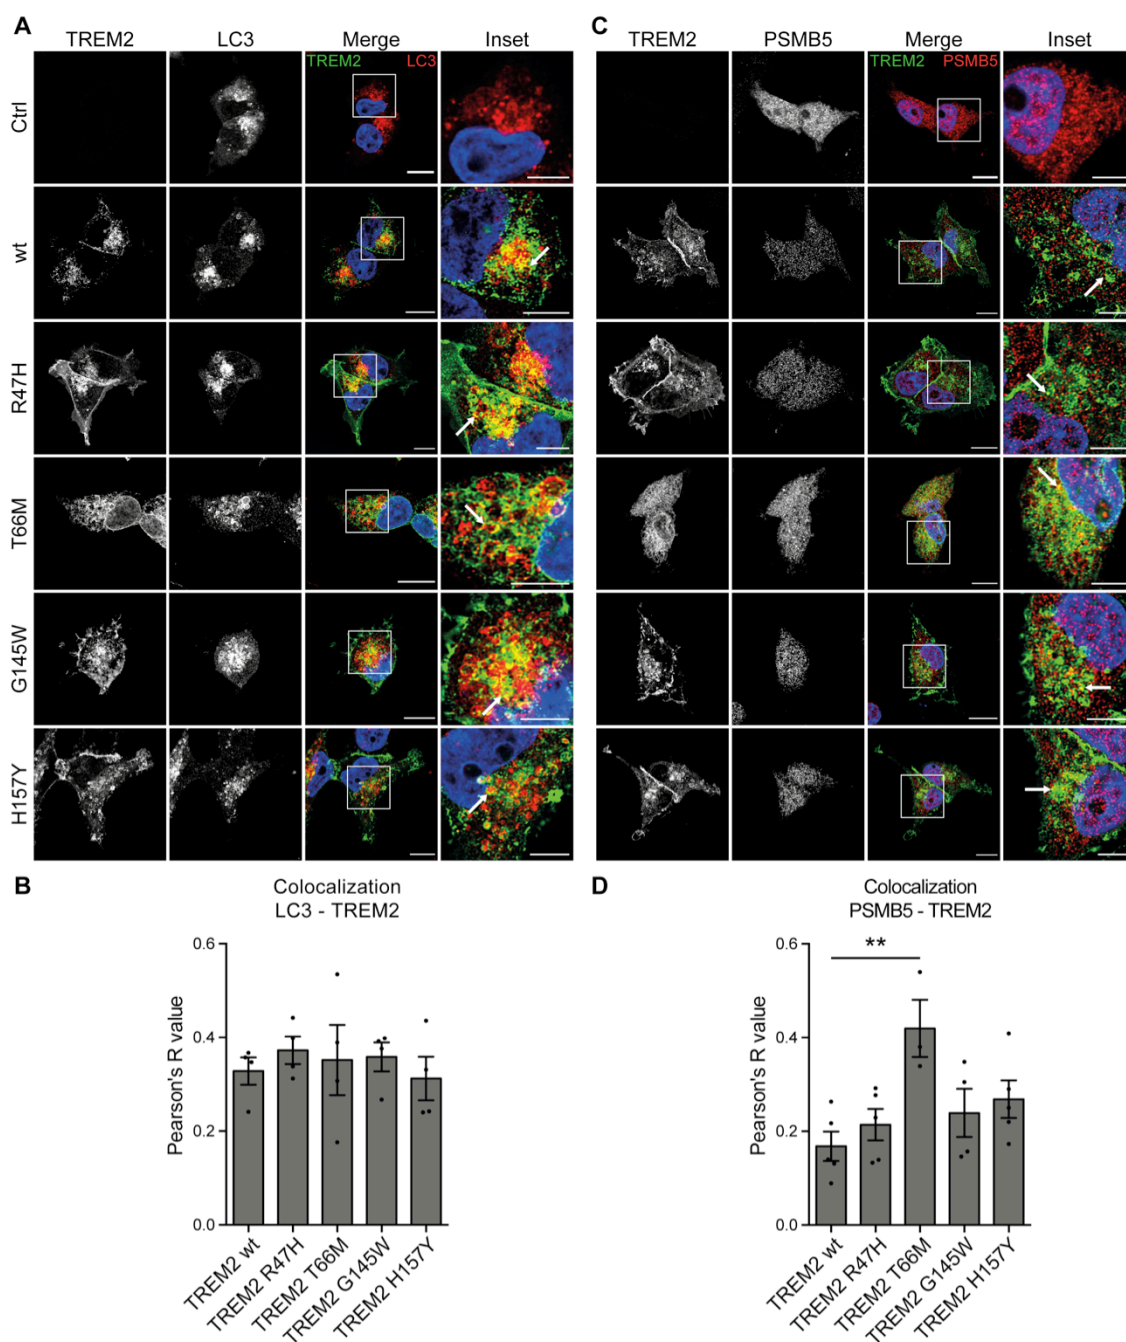 A
TREM2 LC3 Merge Inset
TREM2 LC3
Ctrl
wt
R47H
T66M
G145W
H157Y
C
TREM2 PSMB5 Merge Inset
TREM2 PSMB5
B
Colocalization
LC3 - TREM2
Pearson's R value
0.6
0.4
0.2
0.0
TREM2 wt
TREM2 R47H
TREM2 T66M
TREM2 G145W
TREM2 H157Y
D
Colocalization
PSMB5 - TREM2
**
Pearson's R value
0.6
0.4
0.2
0.0
TREM2 wt
TREM2 R47H
TREM2 T66M
TREM2 G145W
TREM2 H157Y